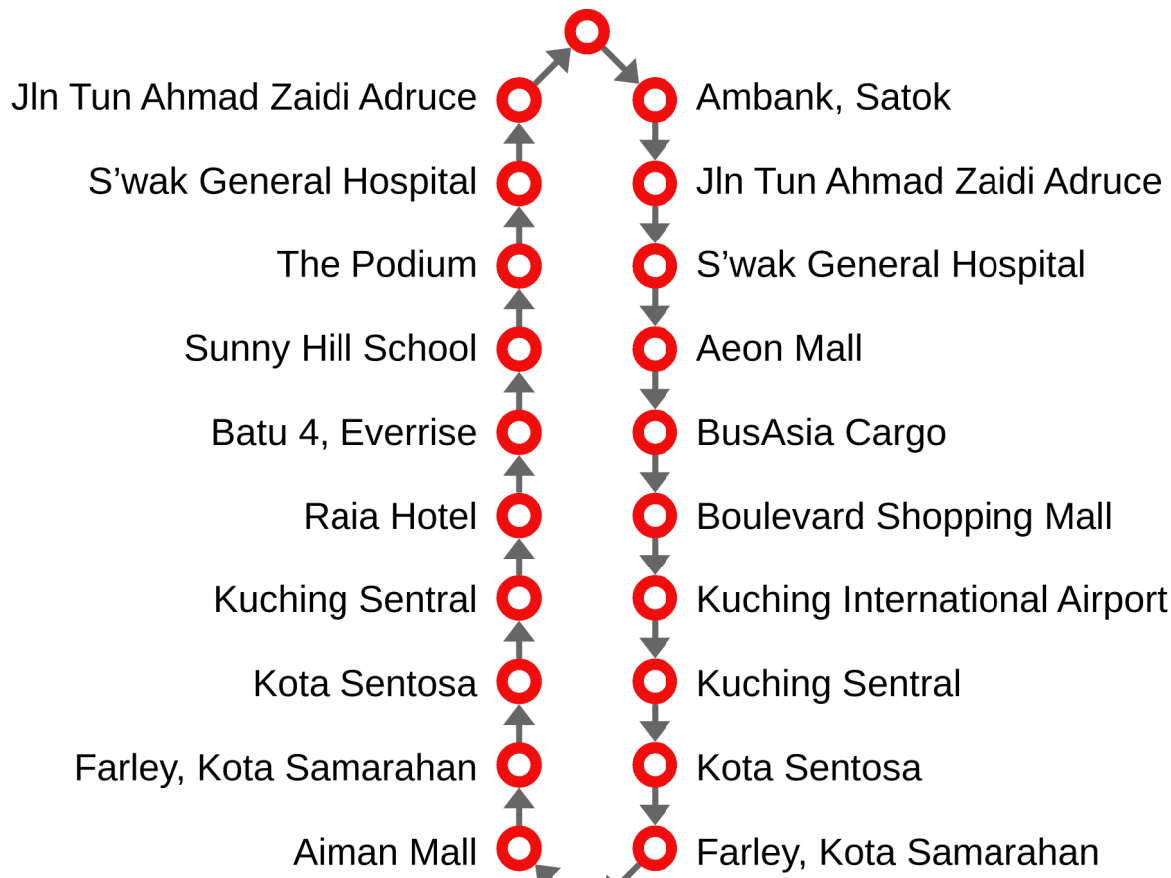 Jln Tun Ahmad Zaidi Adruce
S’wak General Hospital
The Podium
Sunny Hill School
Batu 4, Everrise
Raia Hotel
Kuching Sentral
Kota Sentosa
Farley, Kota Samarahan
Aiman Mall
Ambank, Satok
Jln Tun Ahmad Zaidi Adruce
S’wak General Hospital
Aeon Mall
BusAsia Cargo
Boulevard Shopping Mall
Kuching International Airport
Kuching Sentral
Kota Sentosa
Farley, Kota Samarahan